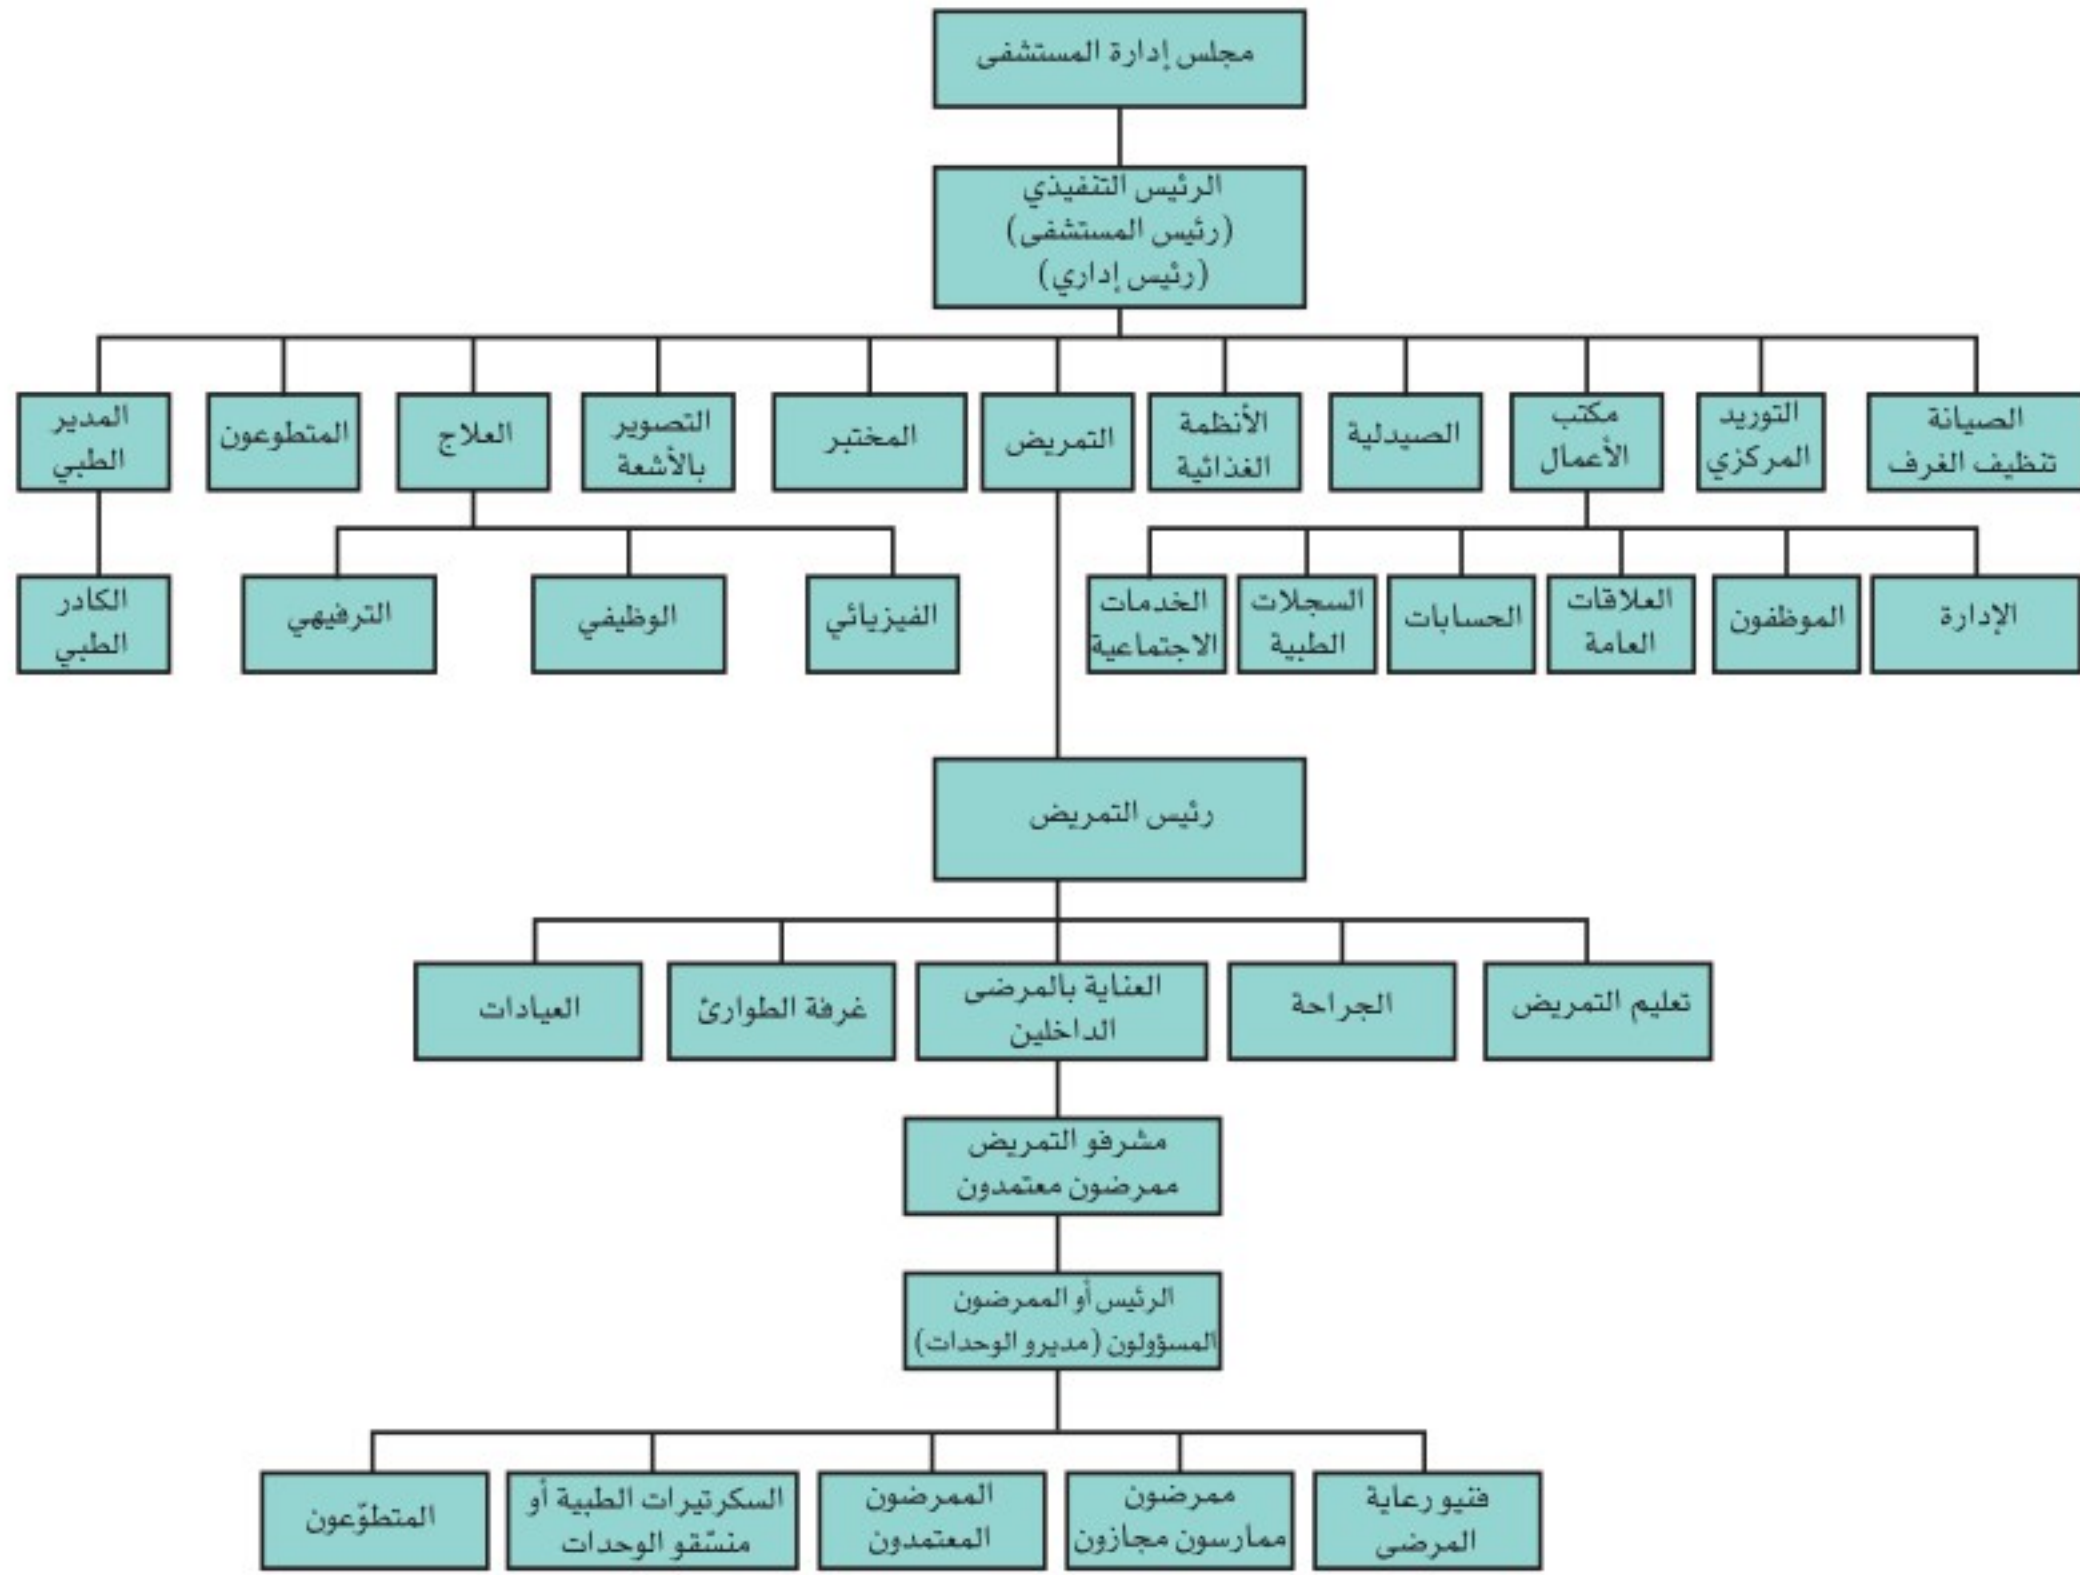 مجلس إدارة المستشفى
الرئيس التنفيذي
(رئيس المستشفى)
(رئيس إداري)
الصيانة
تنظيف الغرف
التوريد
المركزي
مكتب
الأعمال
الصيدلية
الأنظمة
الغذائية
التمريض
المختبر
التصوير
بالأشعة
العلاج
المتطوعون
المدير
الطبي
الإدارة
الموظفون
العلاقات
العامة
الحسابات
السجلات
الطبية
الخدمات
الاجتماعية
الفيزيائي
الوظيفي
الترفيهي
الكادر
الطبي
رئيس التمريض
تعليم التمريض
الجراحة
العناية بالمرضى
الداخلين
غرفة الطوارئ
العيادات
مشرفو التمريض
ممرضون معتمدون
الرئيس أو الممرضون
المسؤولون (مديرو الوحدات)
فنيو رعاية
المرضى
ممرضون
ممارسون مجازون
الممرضون
المعتمدون
السكرتيرات الطبية أو
منسّقو الوحدات
المتطوّعون